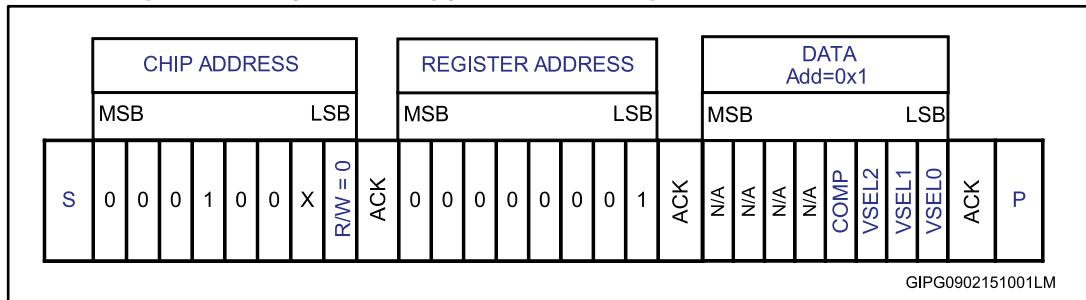 CHIP ADDRESS REGISTER ADDRESS DATA
Add=0x1
MSB LSB MSB LSB MSB LSB
S 0 0 0 1 0 0 X R/W = 0 ACK 0 0 0 0 0 0 0 1 ACK N/A N/A N/A N/A COMP VSEL2 VSEL1 VSEL0 ACK P
GIPG0902151001LM